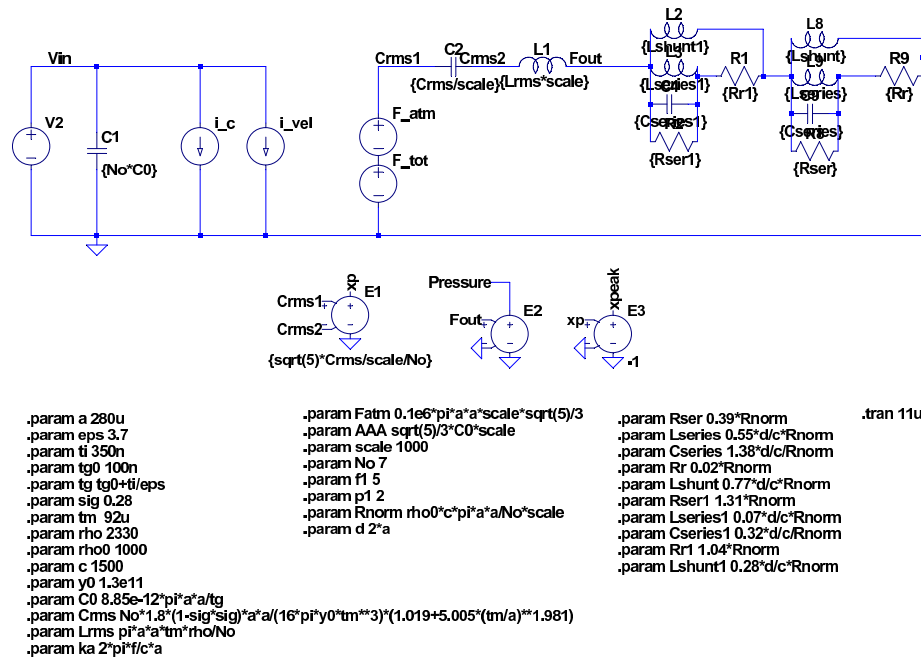 L2
{Lshunt1}
L3
{Lseries1}
C4
{Cseries1}
R2
{Rser1}
R1
{Rr1}
L8
{Lshunt}
L9
{Lseries}
{Cseries}
R8
{Rser}
R9
{Rr}
Crms1
C2
Crms2
{Crms/scale}
L1
{Lrms*scale}
Fout
Vin
V2
C1
{No*C0}
i_c
i_vel
F_atm
F_tot
xp
Crms1
E1
Crms2
{sqrt(5)*Crms/scale/No}
Pressure
Fout
E2
xpeak
xp
E3
-1
.param a 280u
.param eps 3.7
.param ti 350n
.param tg0 100n
.param tg tg0+ti/eps
.param sig 0.28
.param tm 92u
.param rho 2330
.param rho0 1000
.param c 1500
.param y0 1.3e11
.param C0 8.85e-12*pi*a*a/tg
.param Crms No*1.8*(1-sig*sig)*a*a/(16*pi*y0*tm**3)*(1.019+5.005*(tm/a)**1.981)
.param Lrms pi*a*a*tm*rho/No
.param ka 2*pi*f/c*a
.param Fatm 0.1e6*pi*a*a*scale*sqrt(5)/3
.param AAA sqrt(5)/3*C0*scale
.param scale 1000
.param No 7
.param f1 5
.param p1 2
.param Rnorm rho0*c*pi*a*a/No*scale
.param d 2*a
.param Rser 0.39*Rnorm
.param Lseries 0.55*d/c*Rnorm
.param Cseries 1.38*d/c/Rnorm
.param Rr 0.02*Rnorm
.param Lshunt 0.77*d/c*Rnorm
.param Rser1 1.31*Rnorm
.param Lseries1 0.07*d/c*Rnorm
.param Cseries1 0.32*d/c/Rnorm
.param Rr1 1.04*Rnorm
.param Lshunt1 0.28*d/c*Rnorm
.tran 11u